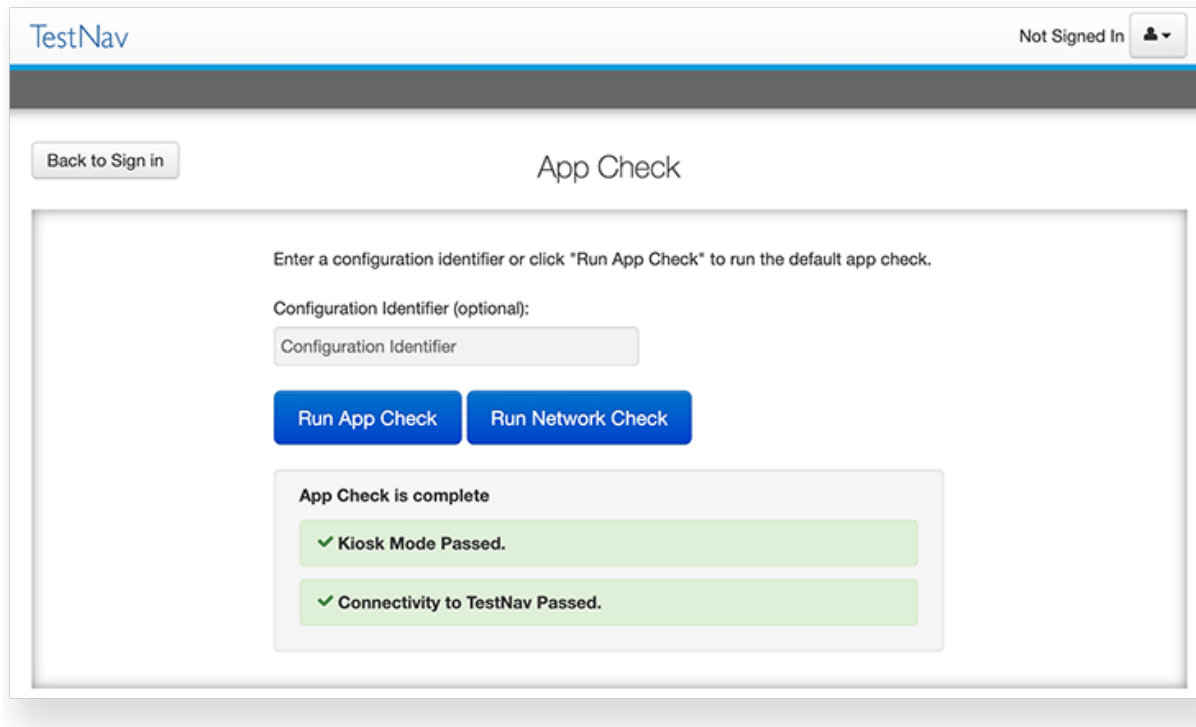 TestNav
Not Signed In
Back to Sign in
App Check
Enter a configuration identifier or click "Run App Check" to run the default app check.
Configuration Identifier (optional):
Configuration Identifier
Run App Check
Run Network Check
App Check is complete
Kiosk Mode Passed.
Connectivity to TestNav Passed.